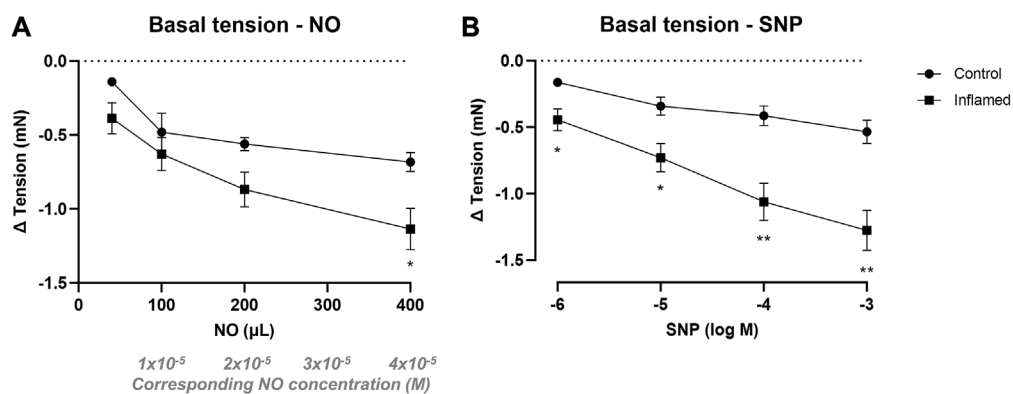 A
Basal tension - NO
Δ Tension (mN)
0.0
-0.5
-1.0
-1.5
*
0 100 200 300 400
NO (µL)
1x10⁻⁵ 2x10⁻⁵ 3x10⁻⁵ 4x10⁻⁵
Corresponding NO concentration (M)
B
Basal tension - SNP
Δ Tension (mN)
0.0
-0.5
-1.0
-1.5
* * ** **
-6 -5 -4 -3
SNP (log M)
Control
Inflamed